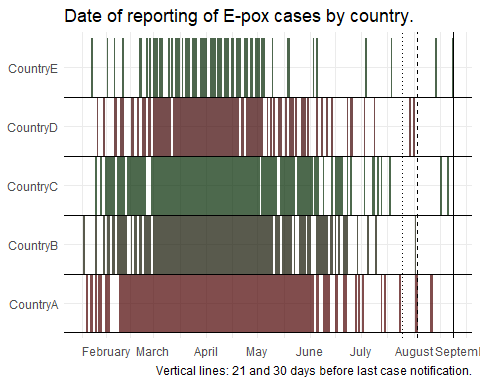 Date of reporting of E-pox cases by country.
CountryE
CountryD
CountryC
CountryB
CountryA
February March April May June July August Septem
Vertical lines: 21 and 30 days before last case notification.